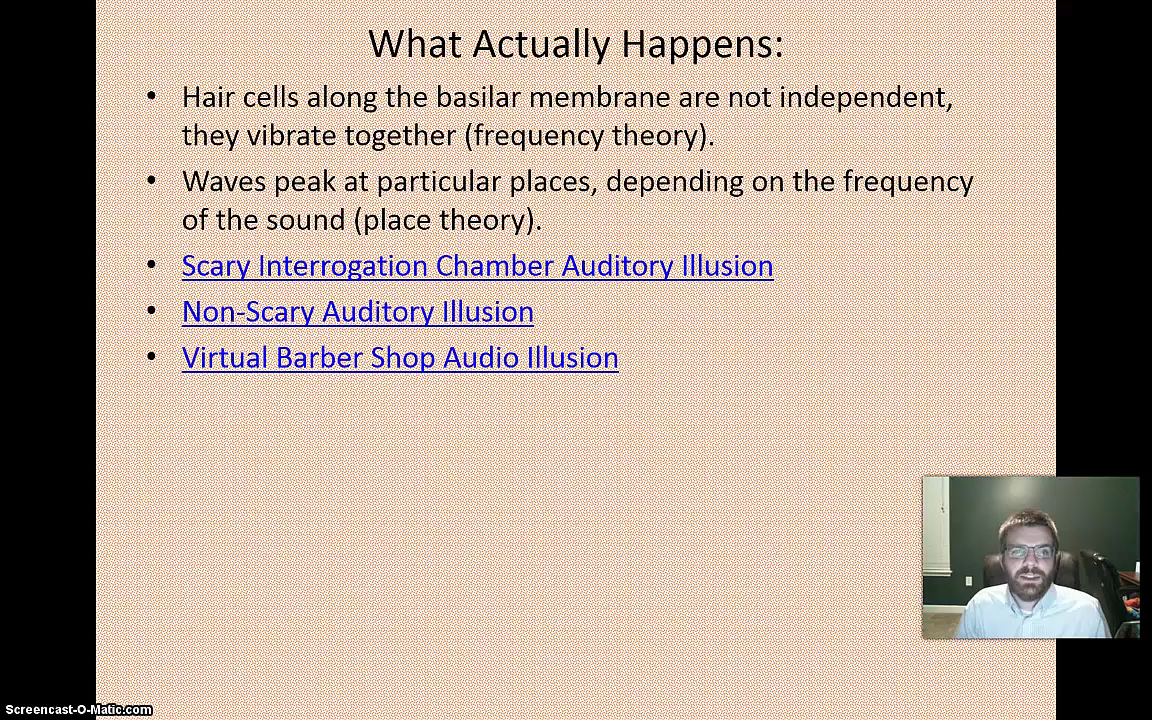 What Actually Happens:
• Hair cells along the basilar membrane are not independent,
they vibrate together (frequency theory).
• Waves peak at particular places, depending on the frequency
of the sound (place theory).
• Scary Interrogation Chamber Auditory Illusion
• Non-Scary Auditory Illusion
• Virtual Barber Shop Audio Illusion
Screencast-O-Matic.com